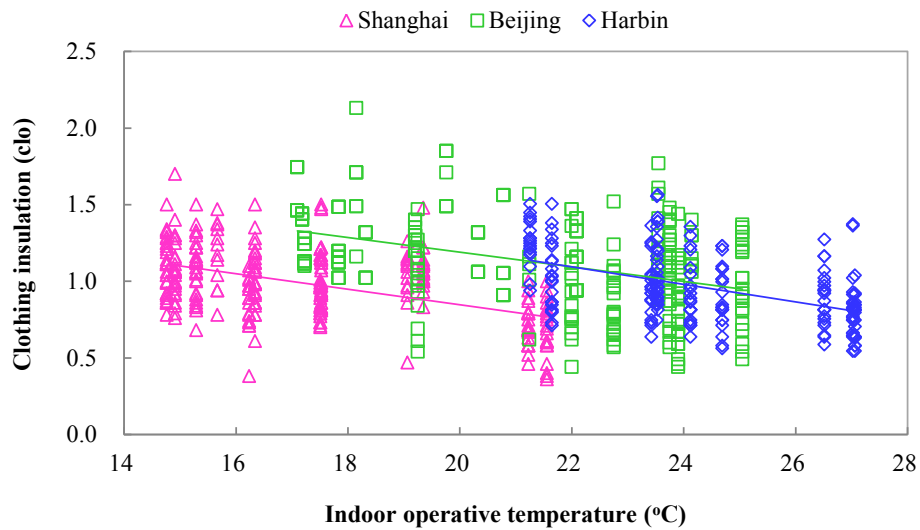 Shanghai Beijing Harbin
2.5
2.0
1.5
1.0
0.5
0.0
Clothing insulation (clo)
14 16 18 20 22 24 26 28
Indoor operative temperature (ºC)